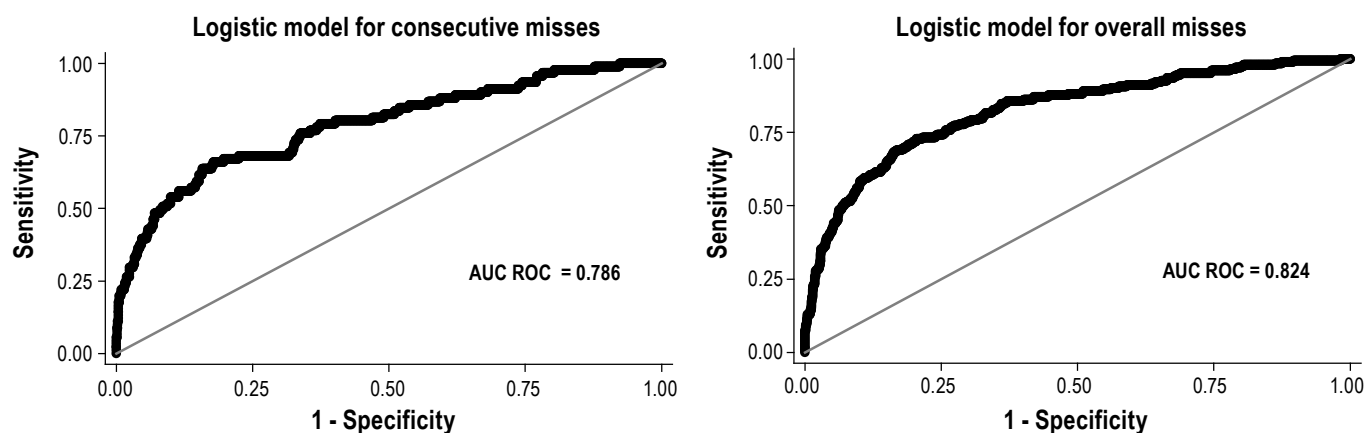 Logistic model for consecutive misses
1.00
0.75
0.50
0.25
0.00
Sensitivity
AUC ROC = 0.786
0.00 0.25 0.50 0.75 1.00
1 - Specificity
Logistic model for overall misses
1.00
0.75
0.50
0.25
0.00
Sensitivity
AUC ROC = 0.824
0.00 0.25 0.50 0.75 1.00
1 - Specificity